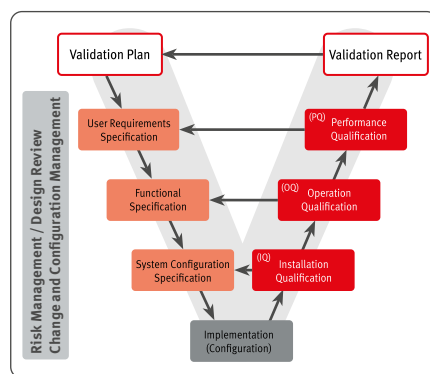 Validation Plan
Validation Report
User Requirements
Specification
(PQ)
Performance
Qualification
Functional
Specification
(OQ)
Operation
Qualification
System Configuration
Specification
(IQ)
Installation
Qualification
Implementation
(Configuration)
Risk Management / Design Review
Change and Configuration Management